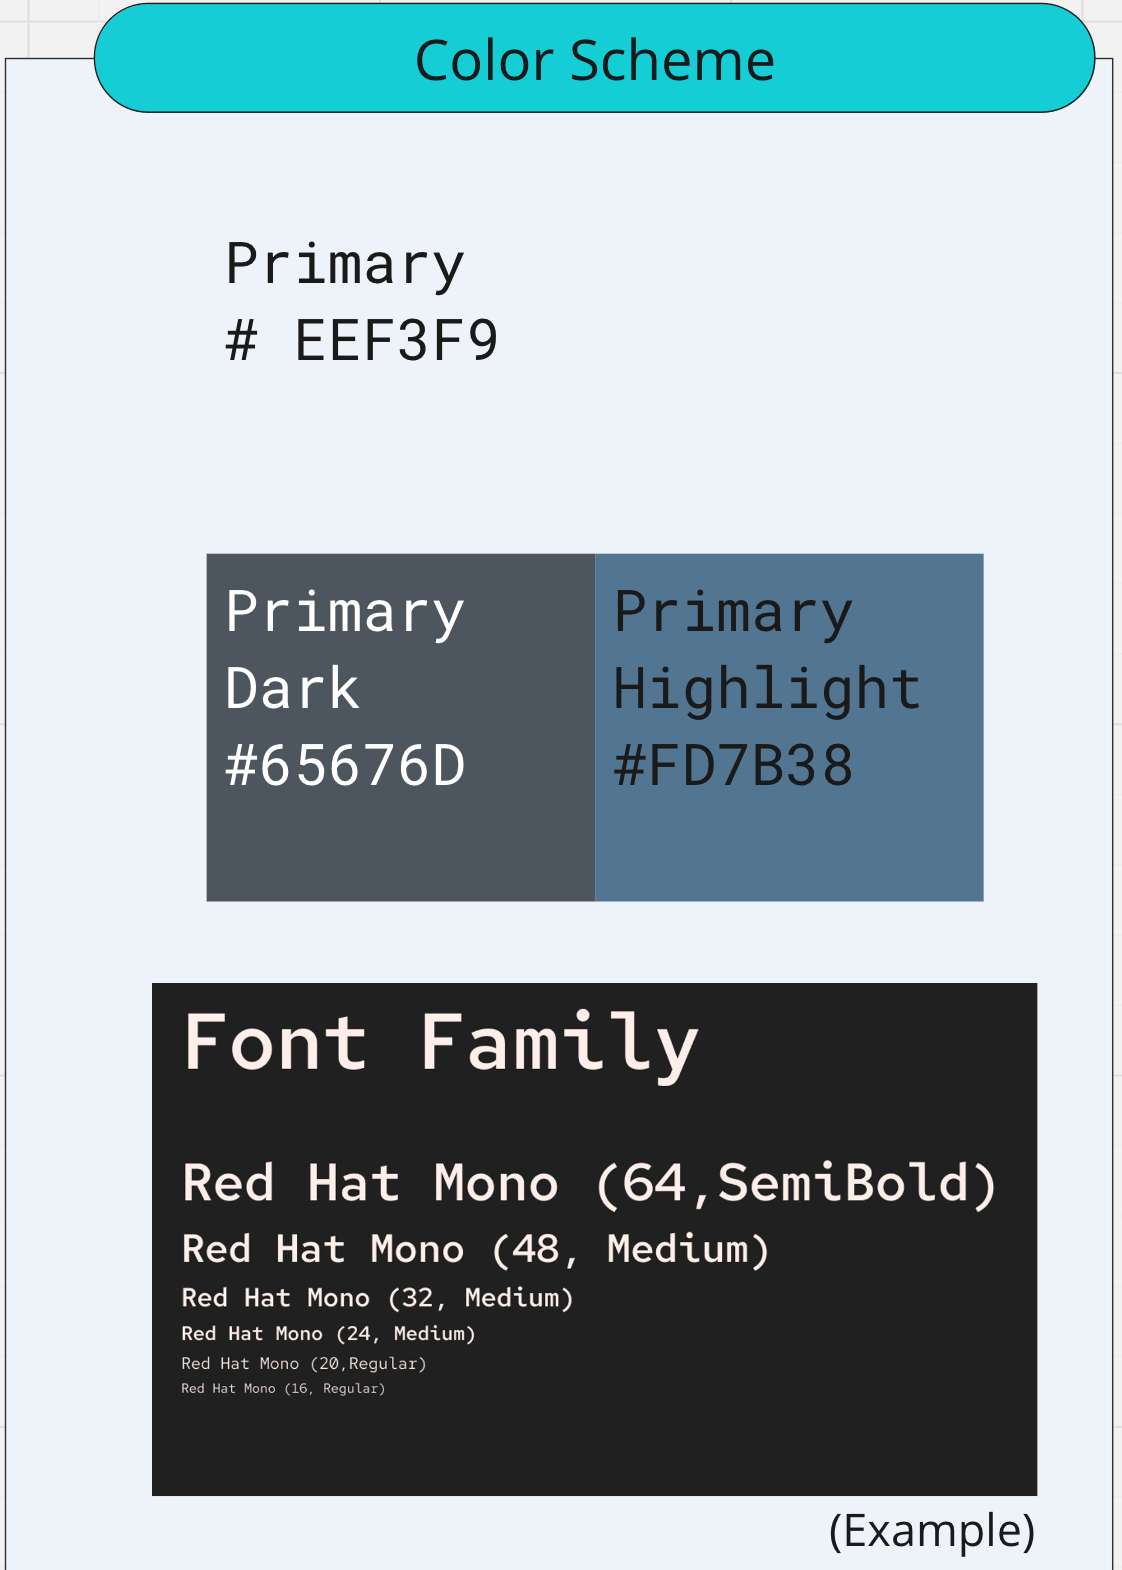 Color Scheme
Primary
# EEF3F9
Primary
Dark
#65676D
Primary
Highlight
#FD7B38
Font Family
Red Hat Mono (64,SemiBold)
Red Hat Mono (48, Medium)
Red Hat Mono (32, Medium)
Red Hat Mono (24, Medium)
Red Hat Mono (20,Regular)
Red Hat Mono (16, Regular)
(Example)